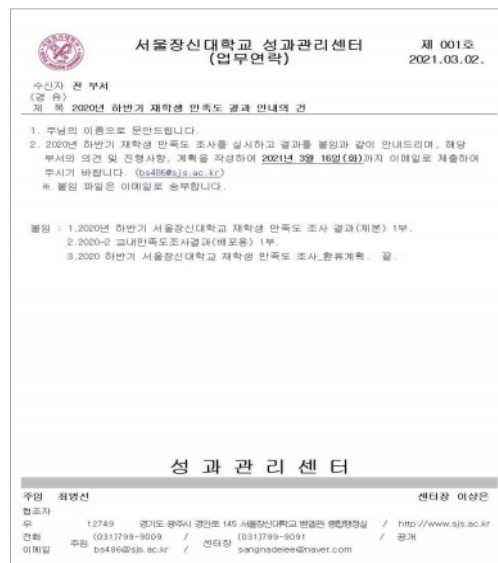 서울장신대학교 성과관리센터
(업무연락)
제 001호
2021.03.02.
수신자 전 부서
(경 유)
제 목 2020년 하반기 재학생 만족도 결과 안내의 건
1. 주님의 이름으로 문안드립니다.
2. 2020년 하반기 재학생 만족도 조사를 실시하고 결과를 붙임과 같이 안내드리며, 해당
부서의 의견 및 진행사항, 계획을 작성하여 2021년 3월 16일(화)까지 이메일로 제출하여
주시기 바랍니다. (bs486@sjs.ac.kr)
※ 붙임 파일은 이메일로 송부합니다.
붙임 : 1.2020년 하반기 서울장신대학교 재학생 만족도 조사 결과(제본) 1부.
2.2020-2 교내만족도조사결과(배포용) 1부.
3.2020 하반기 서울장신대학교 재학생 만족도 조사_환류계획. 끝.
성 과 관 리 센 터
주임 최병선 센터장 이상은
협조자
우 12749 경기도 광주시 경안로 145 서울장신대학교 종합행정실 / http://www.sjs.ac.kr
전화 주임 (031)799-9009 / 센터장 (031)799-9091 / 공개
이메일 bs486@sjs.ac.kr / sangnadelee@naver.com